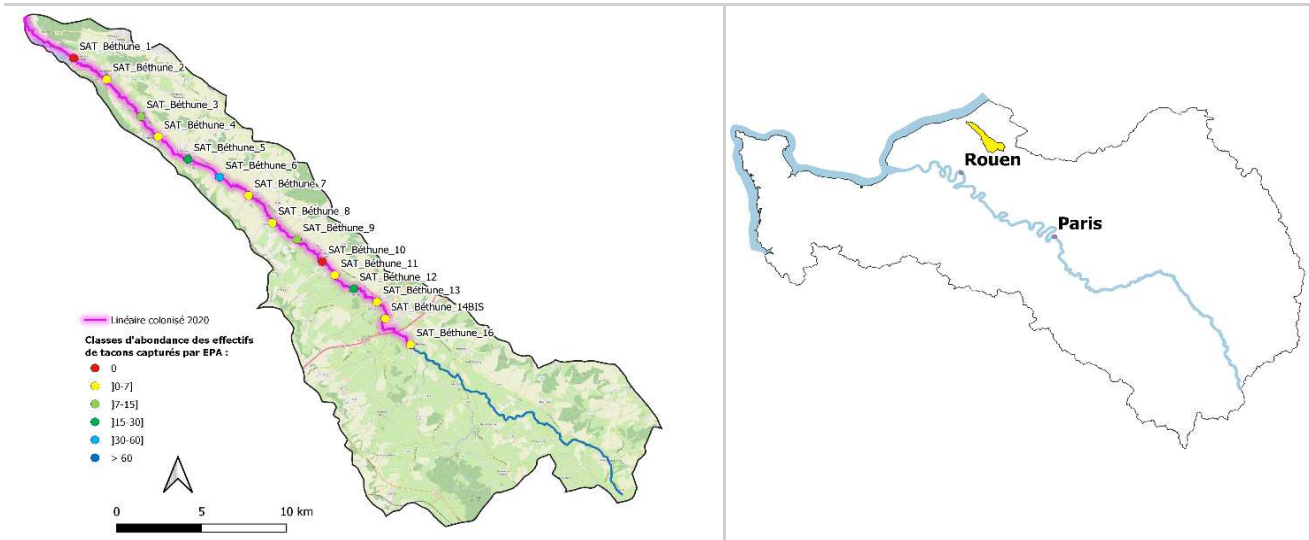 SAT_Béthune_1
SAT_Béthune_2
SAT_Béthune_3
SAT_Béthune_4
SAT_Béthune_5
SAT_Béthune_6
SAT_Béthune_7
SAT_Béthune_8
SAT_Béthune_9
SAT_Béthune_10
SAT_Béthune_11
SAT_Béthune_12
SAT_Béthune_13
SAT_Béthune_14BIS
SAT_Béthune_16
Linéaire colonisé 2020
Classes d'abondance des effectifs
de tacons capturés par EPA :
0
]0-7]
]7-15]
]15-30]
]30-60]
> 60
0 5 10 km
Rouen
Paris